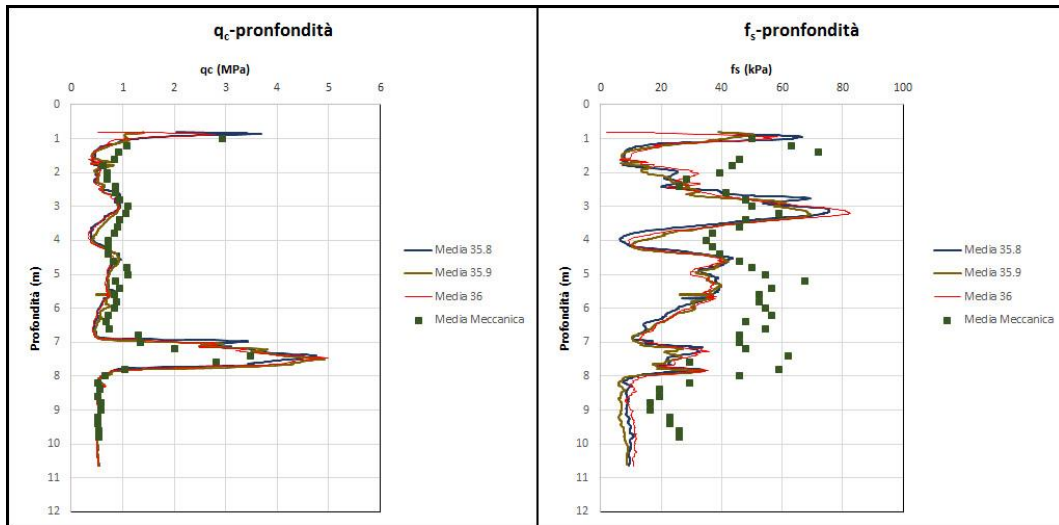 qc-pronfondità
qc (MPa)
0 1 2 3 4 5 6
0
1
2
3
4
5
6
7
8
9
10
11
12
Profondità (m)
Media 35.8
Media 35.9
Media 36
Media Meccanica
fs-pronfondità
fs (kPa)
0 20 40 60 80 100
0
1
2
3
4
5
6
7
8
9
10
11
12
Profondità (m)
Media 35.8
Media 35.9
Media 36
Media Meccanica